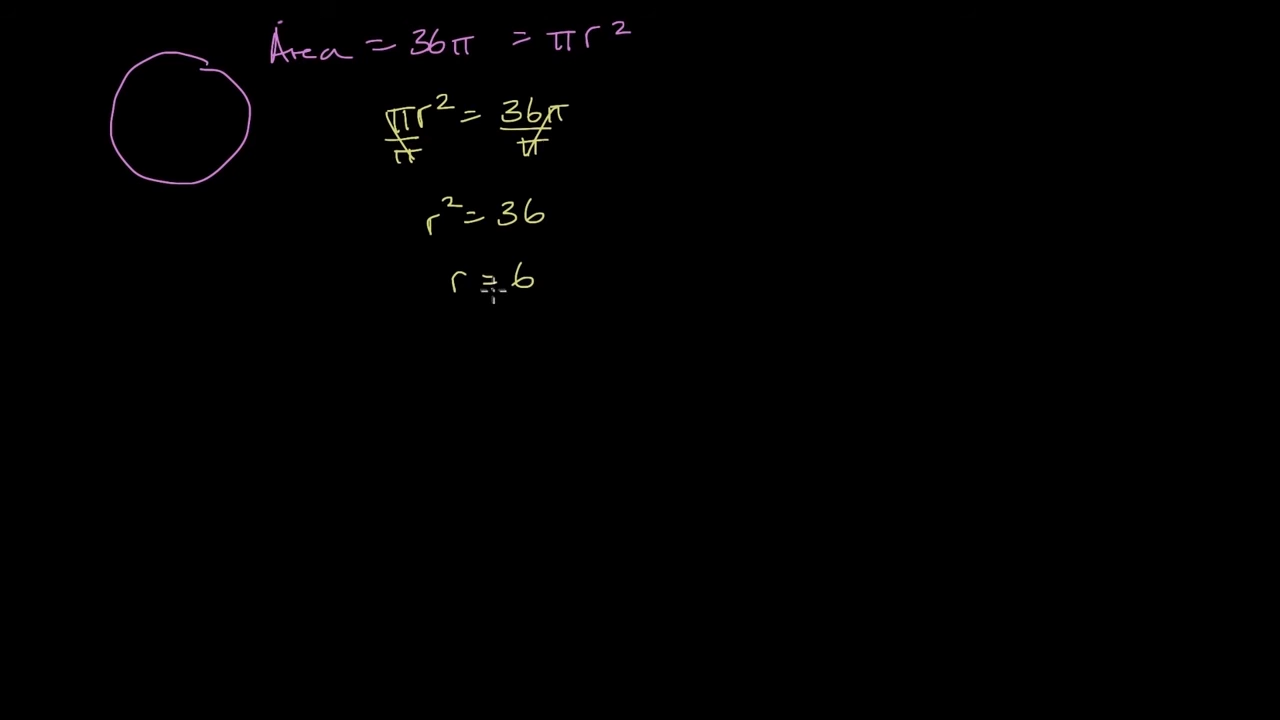 Area = 36π = πr²
πr²/π = 36π/π
r² = 36
r = 6